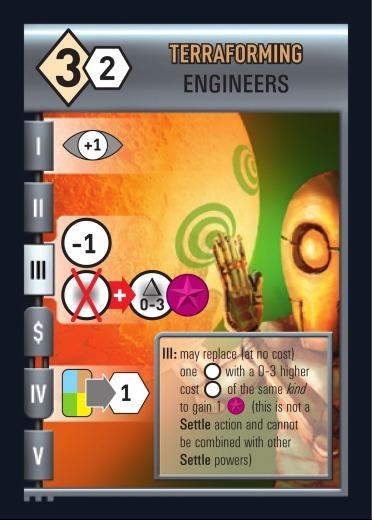 3 2
TERRAFORMING
ENGINEERS
I
+1
II
-1
III
+ 0-3
$
IV
1
V
III: may replace (at no cost)
one with a 0-3 higher
cost of the same kind
to gain 1 (this is not a
Settle action and cannot
be combined with other
Settle powers)